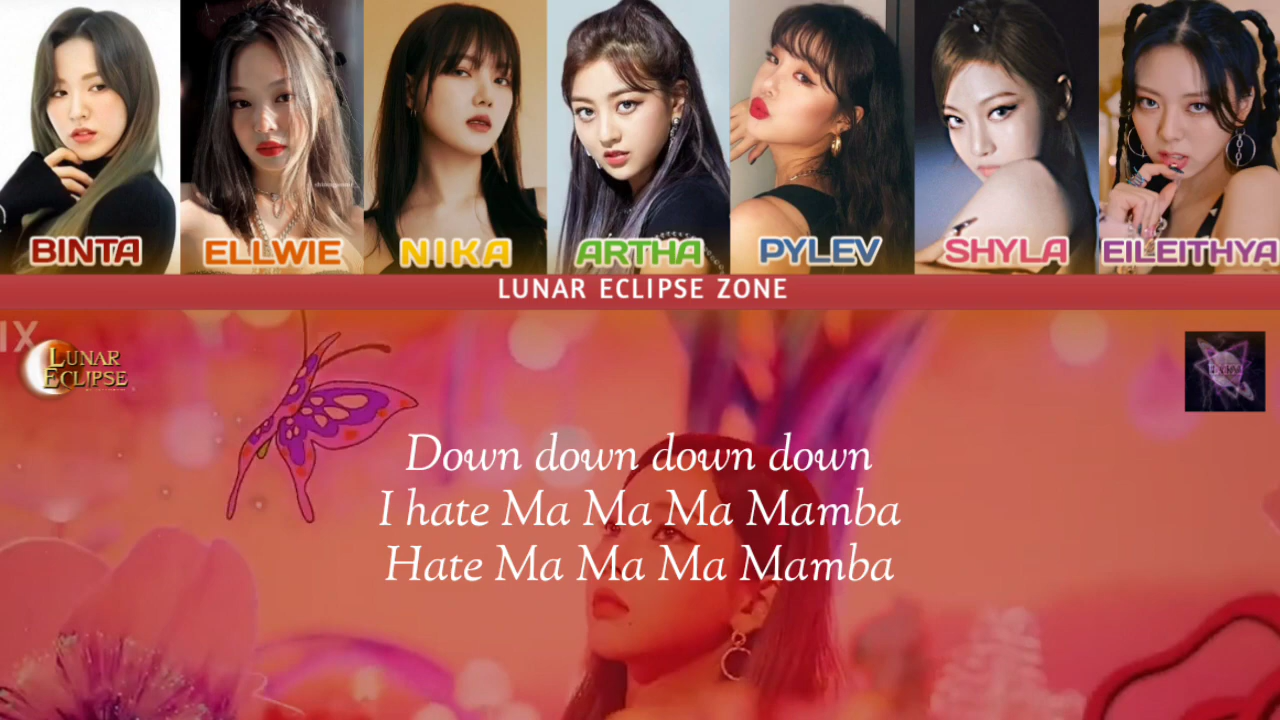 BINTA
ELLWIE
NIKA
ARTHA
PYLEV
SHYLA
EILEITHYA
LUNAR ECLIPSE ZONE
IX
LUNAR
ECLIPSE
Down down down down
I hate Ma Ma Ma Mamba
Hate Ma Ma Ma Mamba